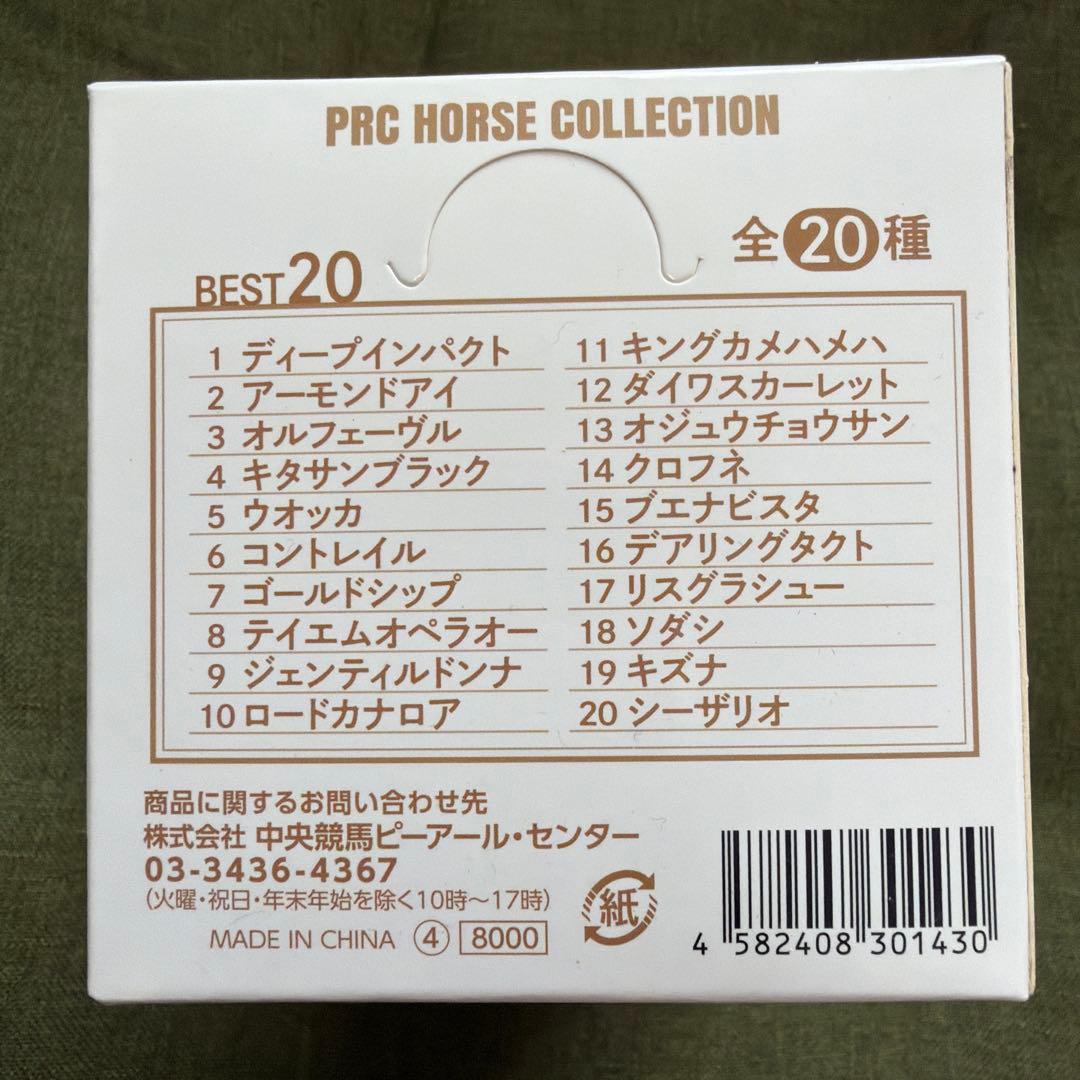 PRC HORSE COLLECTION
全20種
BEST20
1 ディープインパクト
2 アーモンドアイ
3 オルフェーヴル
4 キタサンブラック
5 ウオッカ
6 コントレイル
7 ゴールドシップ
8 テイエムオペラオー
9 ジェンティルドンナ
10 ロードカナロア
11 キングカメハメハ
12 ダイワスカーレット
13 オジュウチョウサン
14 クロフネ
15 ブエナビスタ
16 デアリングタクト
17 リスグラシュー
18 ソダシ
19 キズナ
20 シーザリオ
商品に関するお問い合わせ先
株式会社 中央競馬ピーアール・センター
03-3436-4367
(火曜・祝日・年末年始を除く10時〜17時)
MADE IN CHINA ④ 8000
紙
4 582408 301430